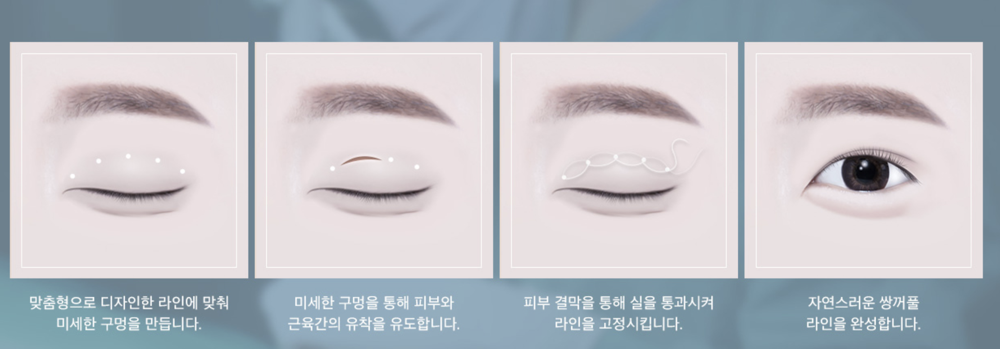 맞춤형으로 디자인한 라인에 맞춰
미세한 구멍을 만듭니다.
미세한 구멍을 통해 피부와
근육간의 유착을 유도합니다.
피부 결막을 통해 실을 통과시켜
라인을 고정시킵니다.
자연스러운 쌍꺼풀
라인을 완성합니다.